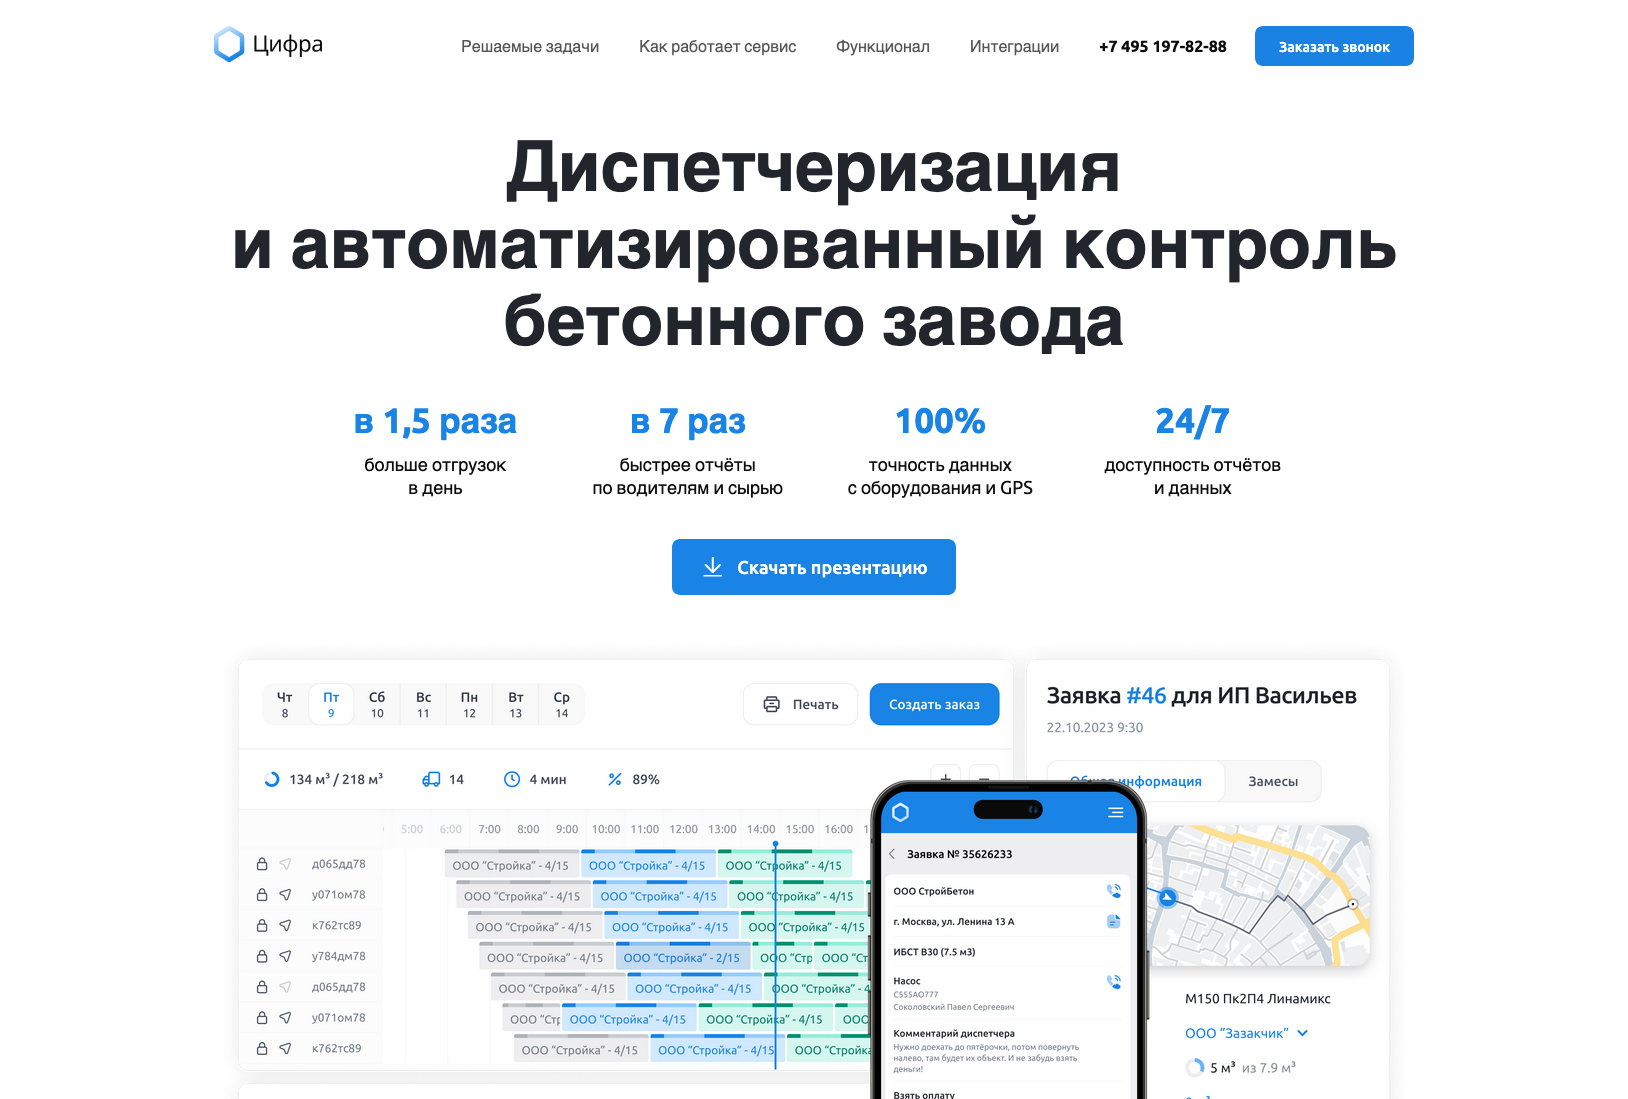 Цифра
Решаемые задачи
Как работает сервис
Функционал
Интеграции
+7 495 197-82-88
Заказать звонок
Диспетчеризация
и автоматизированный контроль
бетонного завода
в 1,5 раза
больше отгрузок
в день
в 7 раз
быстрее отчёты
по водителям и сырью
100%
точность данных
с оборудования и GPS
24/7
доступность отчётов
и данных
Скачать презентацию
Чт Пт Сб Вс Пн Вт Ср
8 9 10 11 12 13 14
Печать
Создать заказ
134 м³ / 218 м³
14
4 мин
89%
5:00 6:00 7:00 8:00 9:00 10:00 11:00 12:00 13:00 14:00 15:00 16:00
д065дд78 ООО “Стройка” - 4/15 ООО “Стройка” - 4/15 ООО “Стройка” - 4/15
у071ом78 ООО “Стройка” - 4/15 ООО “Стройка” - 4/15 ООО “Стройка” - 4/15
к762тс89 ООО “Стройка” - 4/15 ООО “Стройка” - 4/15 ООО “Стройка” - 4/15
у784дм78 ООО “Стройка” - 4/15 ООО “Стройка” - 2/15 ООО “Стр ООО “Ст
д065дд78 ООО “Стройка” - 4/15 ООО “Стройка” - 4/15 ООО “Стройка” - 4/15
у071ом78 ООО “Стр ООО “Стройка” - 4/15 ООО “Стройка” - 4/15 ООО
к762тс89 ООО “Стройка” - 4/15 ООО “Стройка” - 4/15 ООО “Стройка”
Заявка #46 для ИП Васильев
22.10.2023 9:30
Общая информация
Замесы
Заявка № 35626233
ООО СтройБетон
г. Москва, ул. Ленина 13 А
ИБСТ В30 (7.5 м3)
Насос
С555АО777
Соколовский Павел Сергеевич
Комментарий диспетчера
Нужно доехать до пятёрочки, потом повернуть
налево, там будет их объект. И не забудь взять
деньги!
Взять оплату
М150 Пк2П4 Линамикс
ООО “Зазакчик”
5 м³ из 7.9 м³